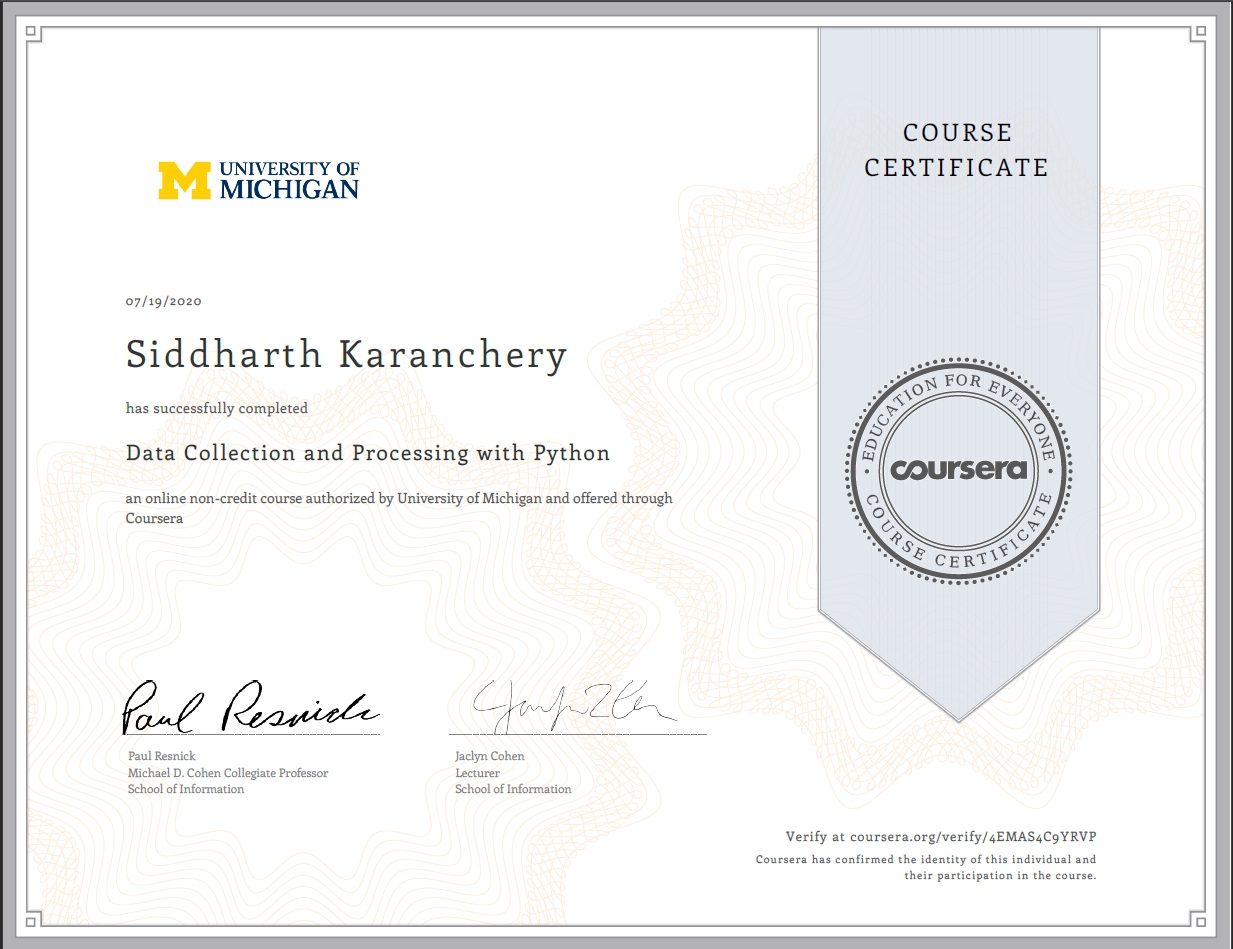 COURSE
CERTIFICATE
M
UNIVERSITY OF
MICHIGAN
07/19/2020
Siddharth Karanchery
has successfully completed
Data Collection and Processing with Python
an online non-credit course authorized by University of Michigan and offered through
Coursera
EDUCATION FOR EVERYONE
coursera
COURSE CERTIFICATE
Paul Resnick
Paul Resnick
Michael D. Cohen Collegiate Professor
School of Information
Jaclyn Cohen
Lecturer
School of Information
Verify at coursera.org/verify/4EMAS4C9YRVP
Coursera has confirmed the identity of this individual and
their participation in the course.